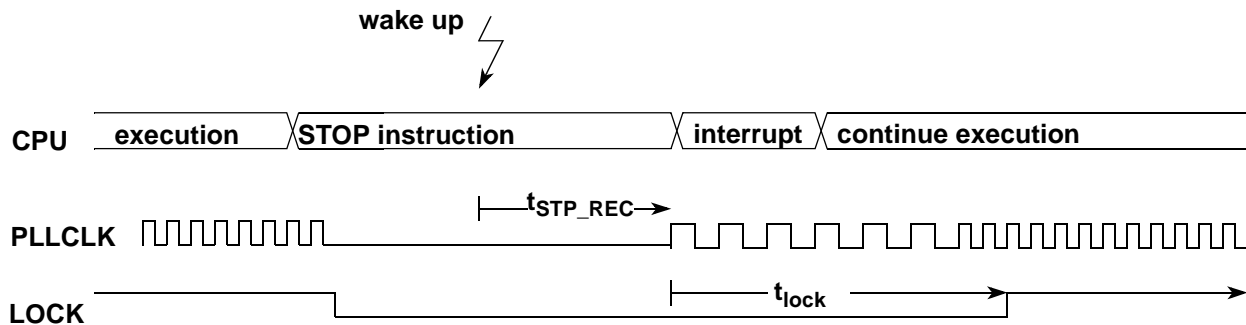 wake up
CPU execution STOP instruction interrupt continue execution
tSTP_REC
PLLCLK
tlock
LOCK